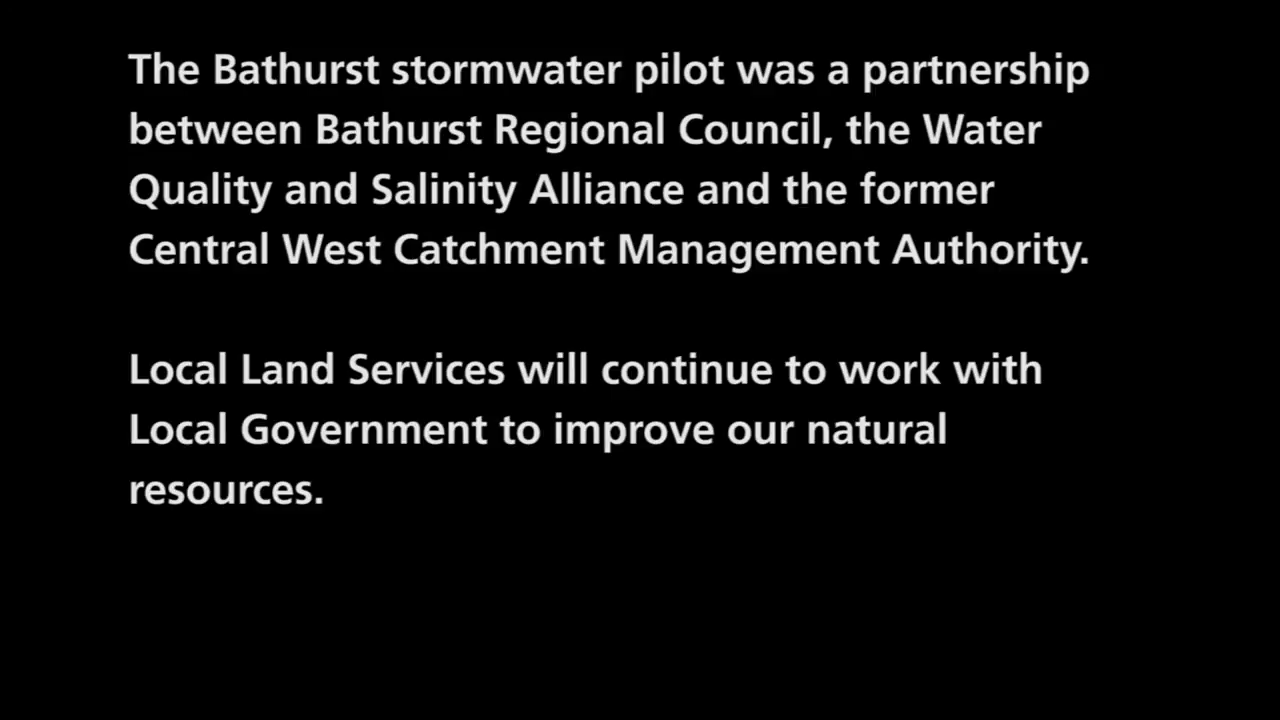 The Bathurst stormwater pilot was a partnership
between Bathurst Regional Council, the Water
Quality and Salinity Alliance and the former
Central West Catchment Management Authority.
Local Land Services will continue to work with
Local Government to improve our natural
resources.